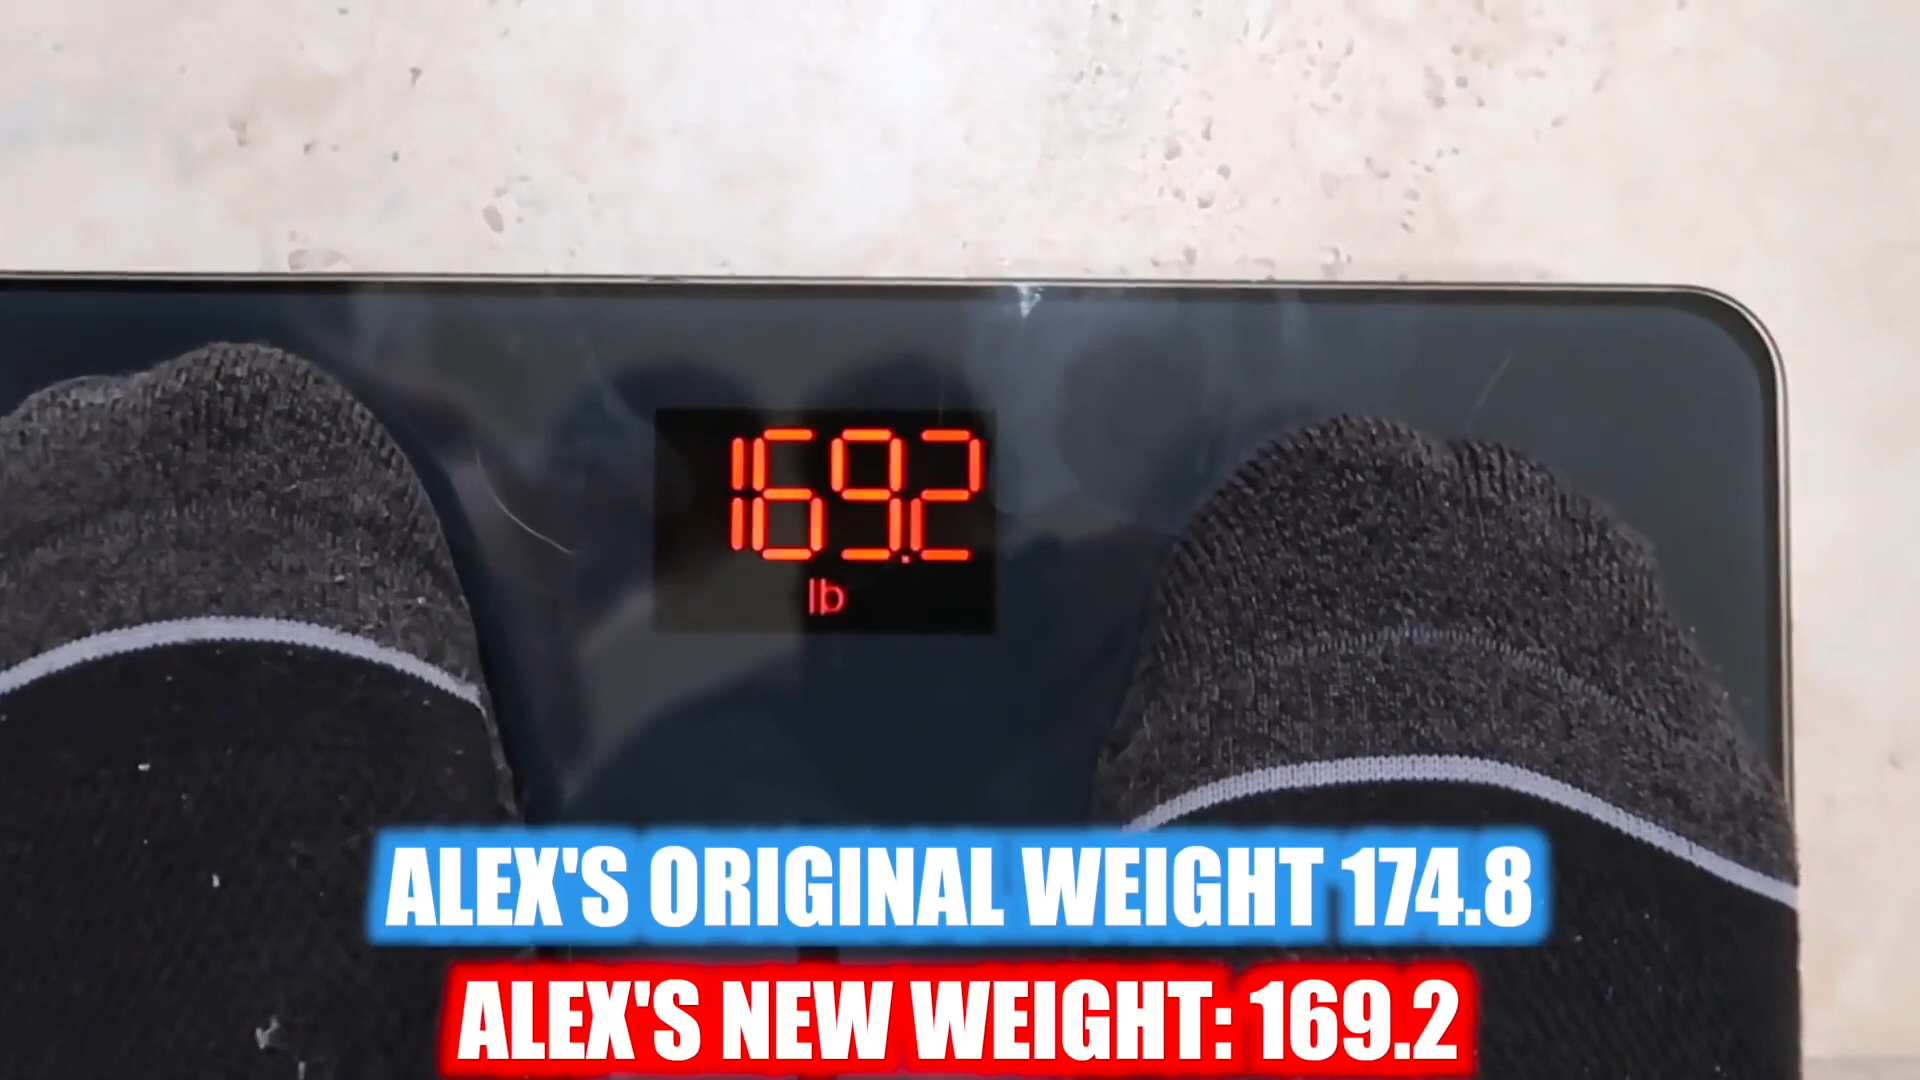 169.2
lb
ALEX'S ORIGINAL WEIGHT 174.8
ALEX'S NEW WEIGHT: 169.2